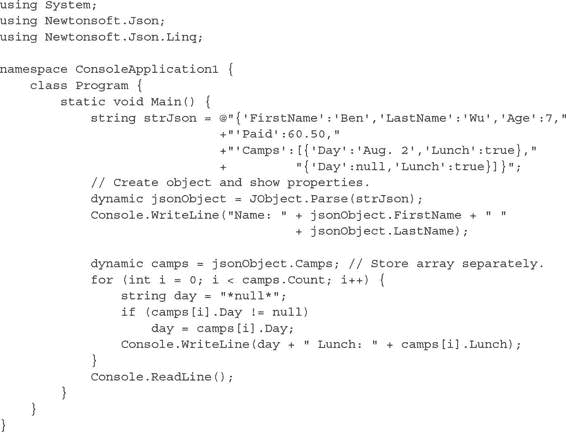 using System;
using Newtonsoft.Json;
using Newtonsoft.Json.Linq;

namespace ConsoleApplication1 {
    class Program {
        static void Main() {
            string strJson = @"{'FirstName':'Ben','LastName':'Wu','Age':7,"
                             +"'Paid':60.50,"
                             +"'Camps':[{'Day':'Aug. 2','Lunch':true},"
                             +         "{'Day':null,'Lunch':true}]}";
            // Create object and show properties.
            dynamic jsonObject = JObject.Parse(strJson);
            Console.WriteLine("Name: " + jsonObject.FirstName + " "
                                       + jsonObject.LastName);

            dynamic camps = jsonObject.Camps; // Store array separately.
            for (int i = 0; i < camps.Count; i++) {
                string day = "*null*";
                if (camps[i].Day != null)
                    day = camps[i].Day;
                Console.WriteLine(day + " Lunch: " + camps[i].Lunch);
            }
            Console.ReadLine();
        }
    }
}